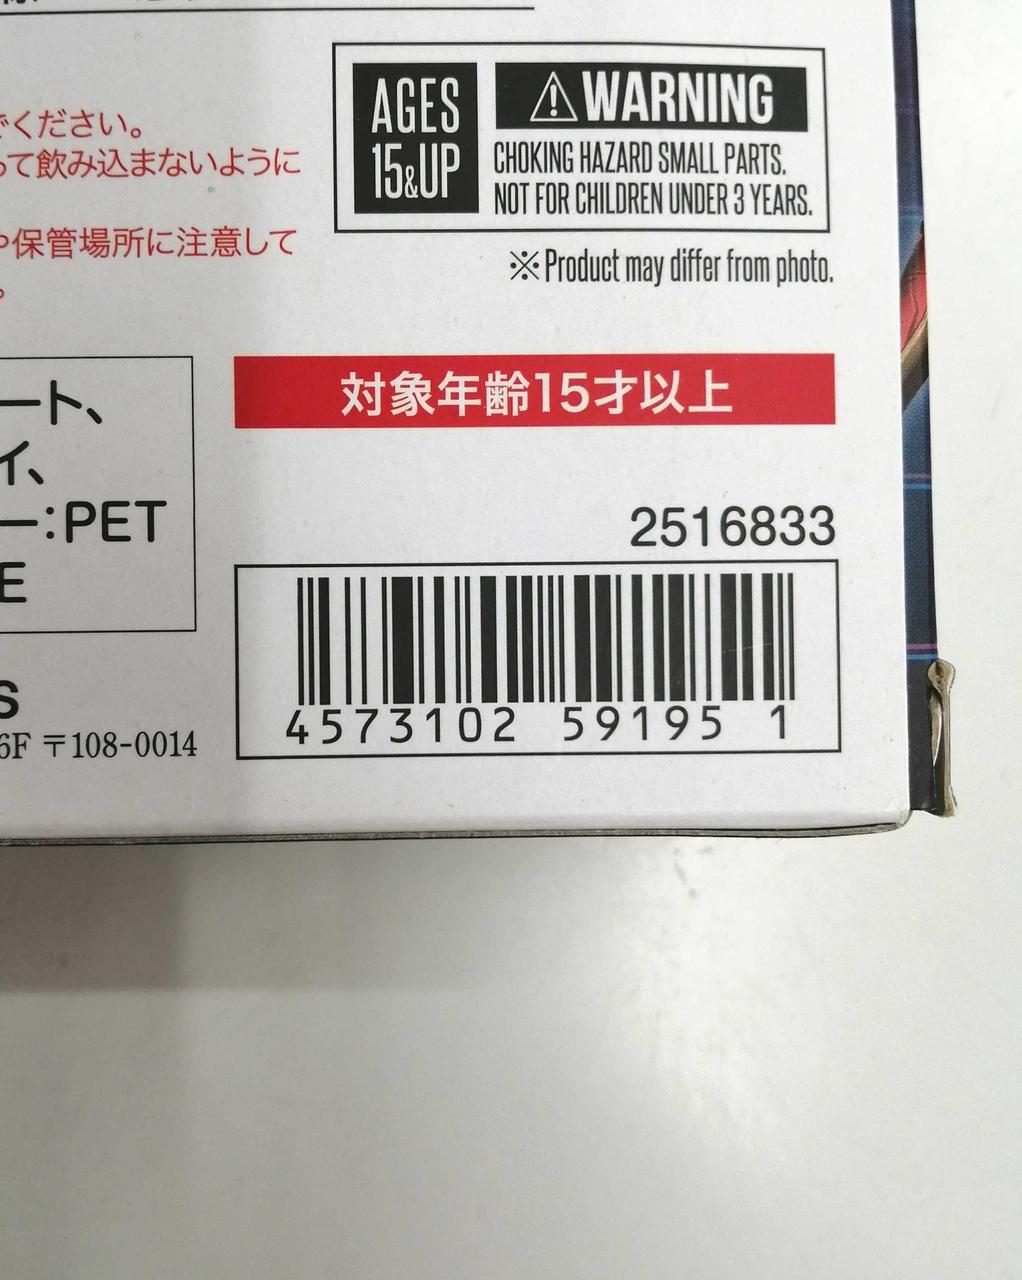 AGES
15&UP
WARNING
CHOKING HAZARD SMALL PARTS.
NOT FOR CHILDREN UNDER 3 YEARS.
※Product may differ from photo.
ください。
って飲み込まないように
や保管場所に注意して
。
対象年齢15才以上
ート、
イ、
ー:PET
E
2516833
4573102 59195 1
S
6F 〒108-0014